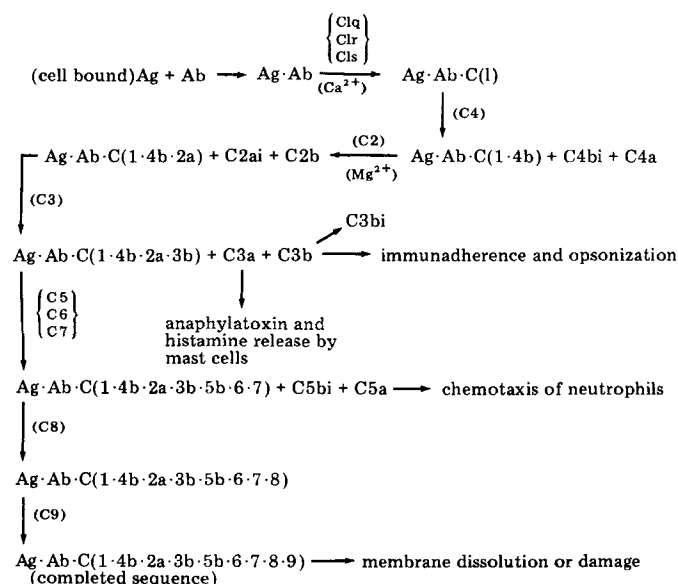 C1q
C1r
C1s
(cell bound)Ag + Ab → Ag·Ab (Ca²⁺) Ag·Ab·C(l)
(C4)
(C2)
Ag·Ab·C(1·4b·2a) + C2ai + C2b ← Ag·Ab·C(1·4b) + C4bi + C4a
(Mg²⁺)
(C3)
C3bi
Ag·Ab·C(1·4b·2a·3b) + C3a + C3b → immunadherence and opsonization
C5
C6
C7
anaphylatoxin and
histamine release by
mast cells
Ag·Ab·C(1·4b·2a·3b·5b·6·7) + C5bi + C5a → chemotaxis of neutrophils
(C8)
Ag·Ab·C(1·4b·2a·3b·5b·6·7·8)
(C9)
Ag·Ab·C(1·4b·2a·3b·5b·6·7·8·9) → membrane dissolution or damage
(completed sequence)